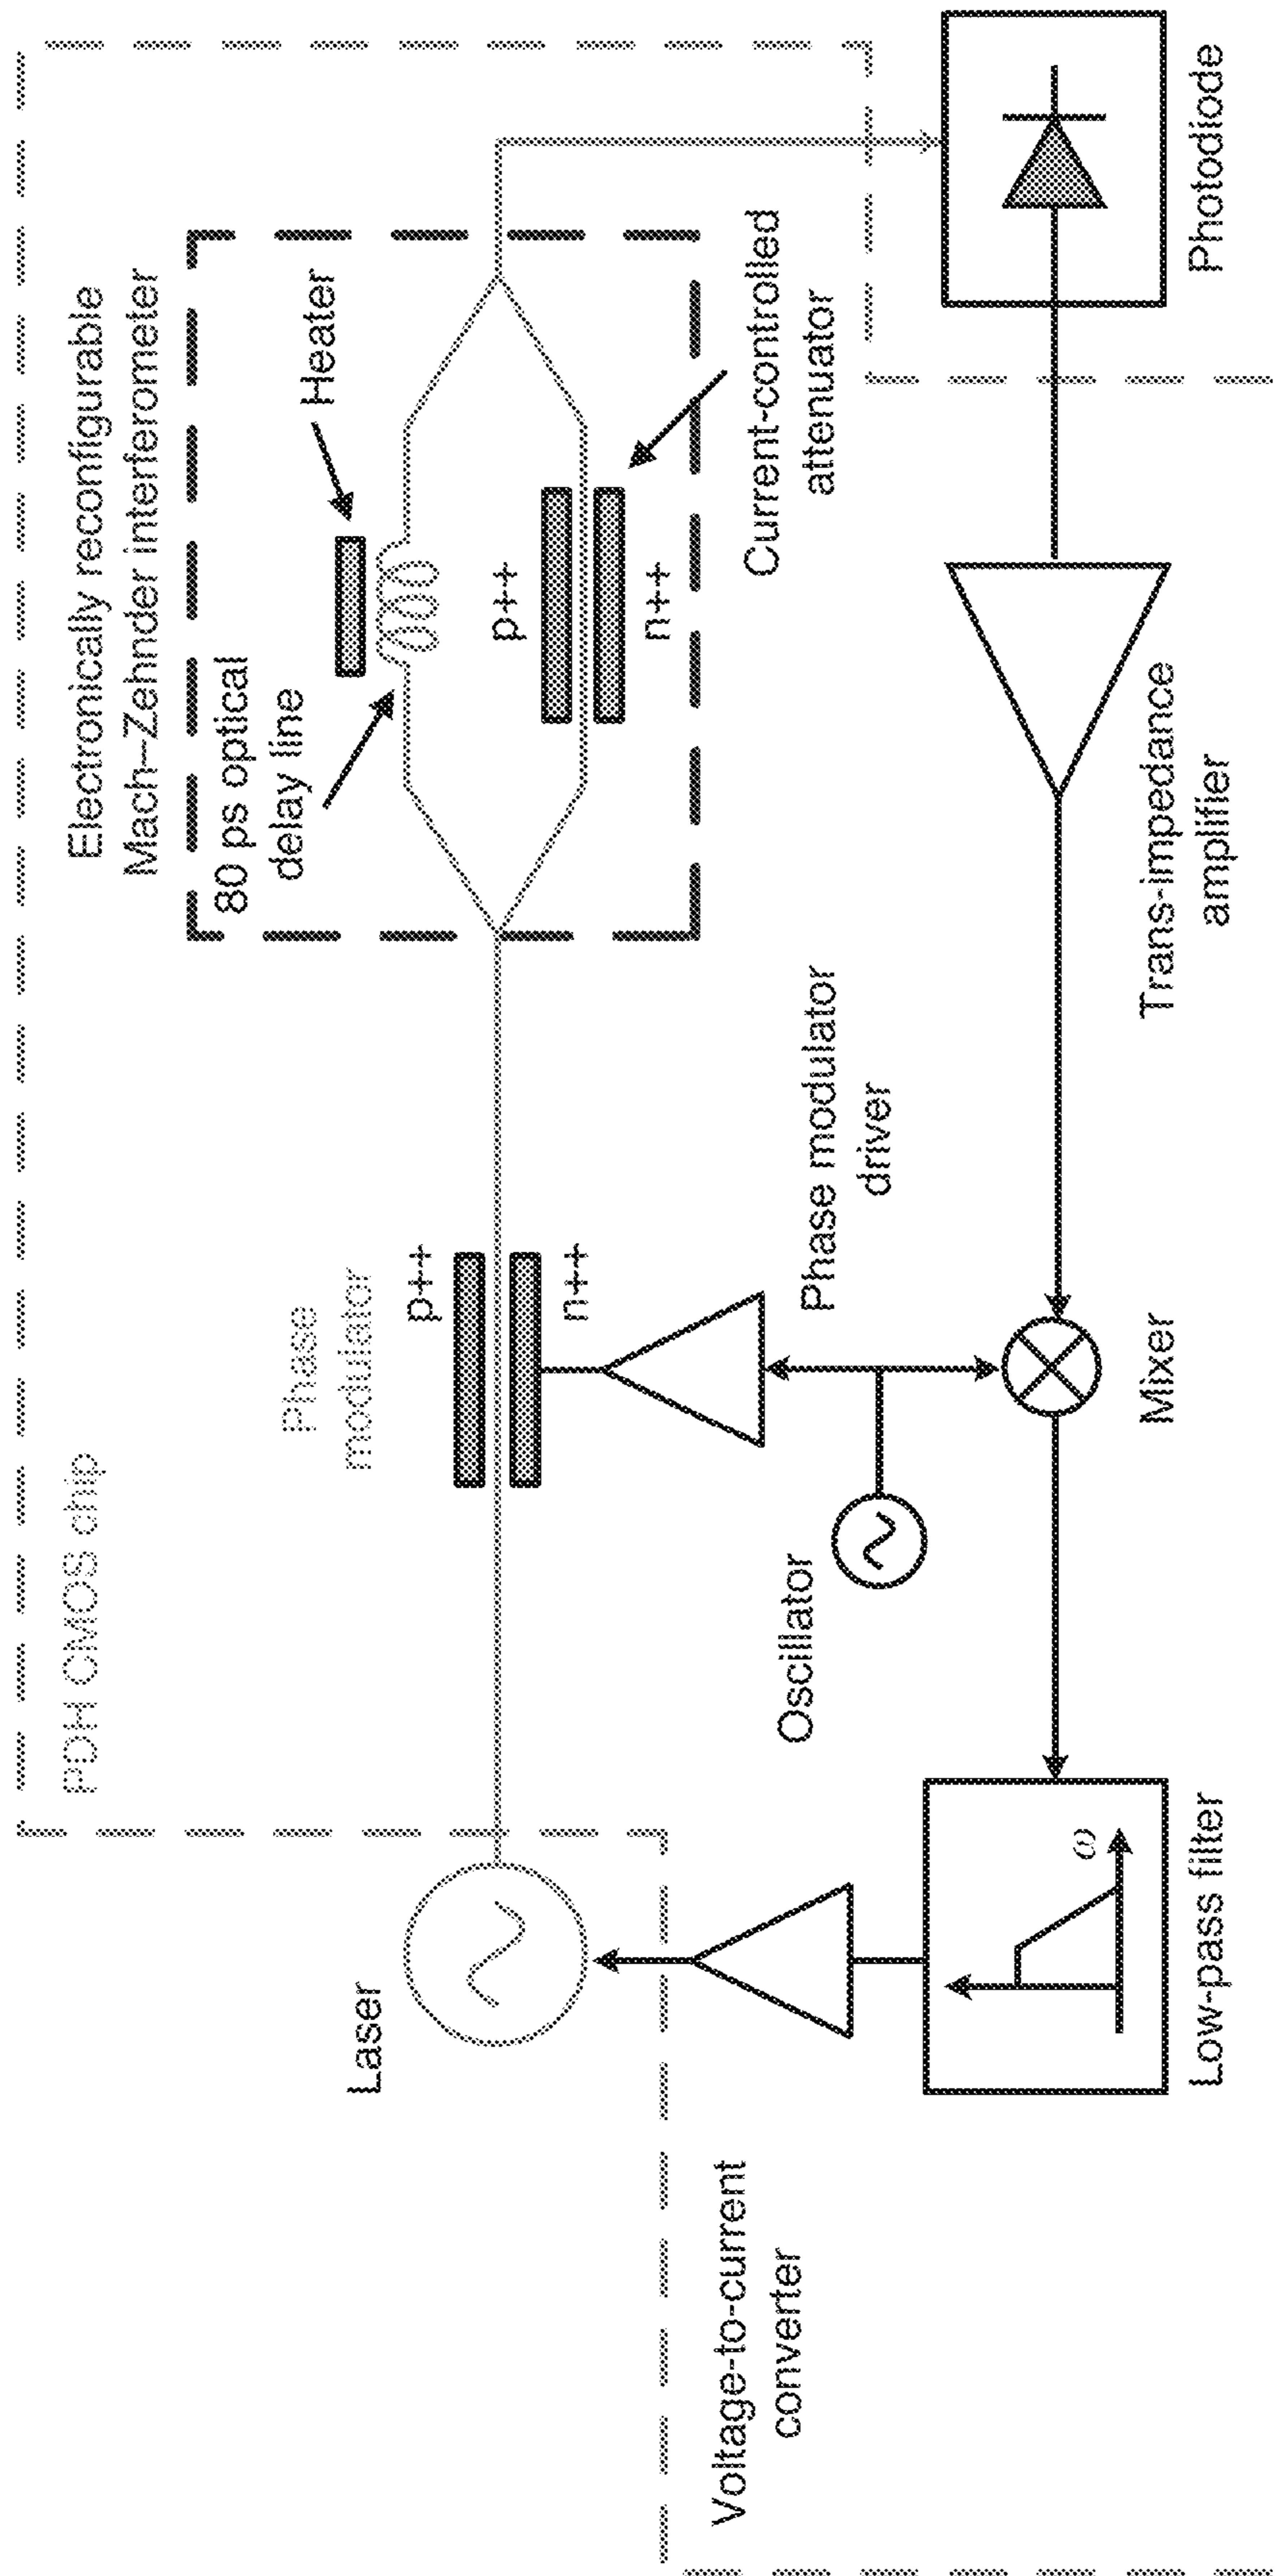 PDH CMOS chip
Electronically reconfigurable
Mach–Zehnder interferometer
80 ps optical
delay line
Heater
Phase
modulator
p++
n++
p++
n++
Laser
Current-controlled
attenuator
Voltage-to-current
converter
Oscillator
Phase modulator
driver
ω
Low-pass filter
Mixer
Trans-impedance
amplifier
Photodiode